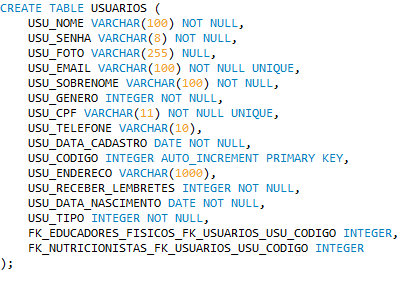 CREATE TABLE USUARIOS (
USU_NOME VARCHAR(100) NOT NULL,
USU_SENHA VARCHAR(8) NOT NULL,
USU_FOTO VARCHAR(255) NULL,
USU_EMAIL VARCHAR(100) NOT NULL UNIQUE,
USU_SOBRENOME VARCHAR(100) NOT NULL,
USU_GENERO INTEGER NOT NULL,
USU_CPF VARCHAR(11) NOT NULL UNIQUE,
USU_TELEFONE VARCHAR(10),
USU_DATA_CADASTRO DATE NOT NULL,
USU_CODIGO INTEGER AUTO_INCREMENT PRIMARY KEY,
USU_ENDERECO VARCHAR(1000),
USU_RECEBER_LEMBRETES INTEGER NOT NULL,
USU_DATA_NASCIMENTO DATE NOT NULL,
USU_TIPO INTEGER NOT NULL,
FK_EDUCADORES_FISICOS_FK_USUARIOS_USU_CODIGO INTEGER,
FK_NUTRICIONISTAS_FK_USUARIOS_USU_CODIGO INTEGER
);